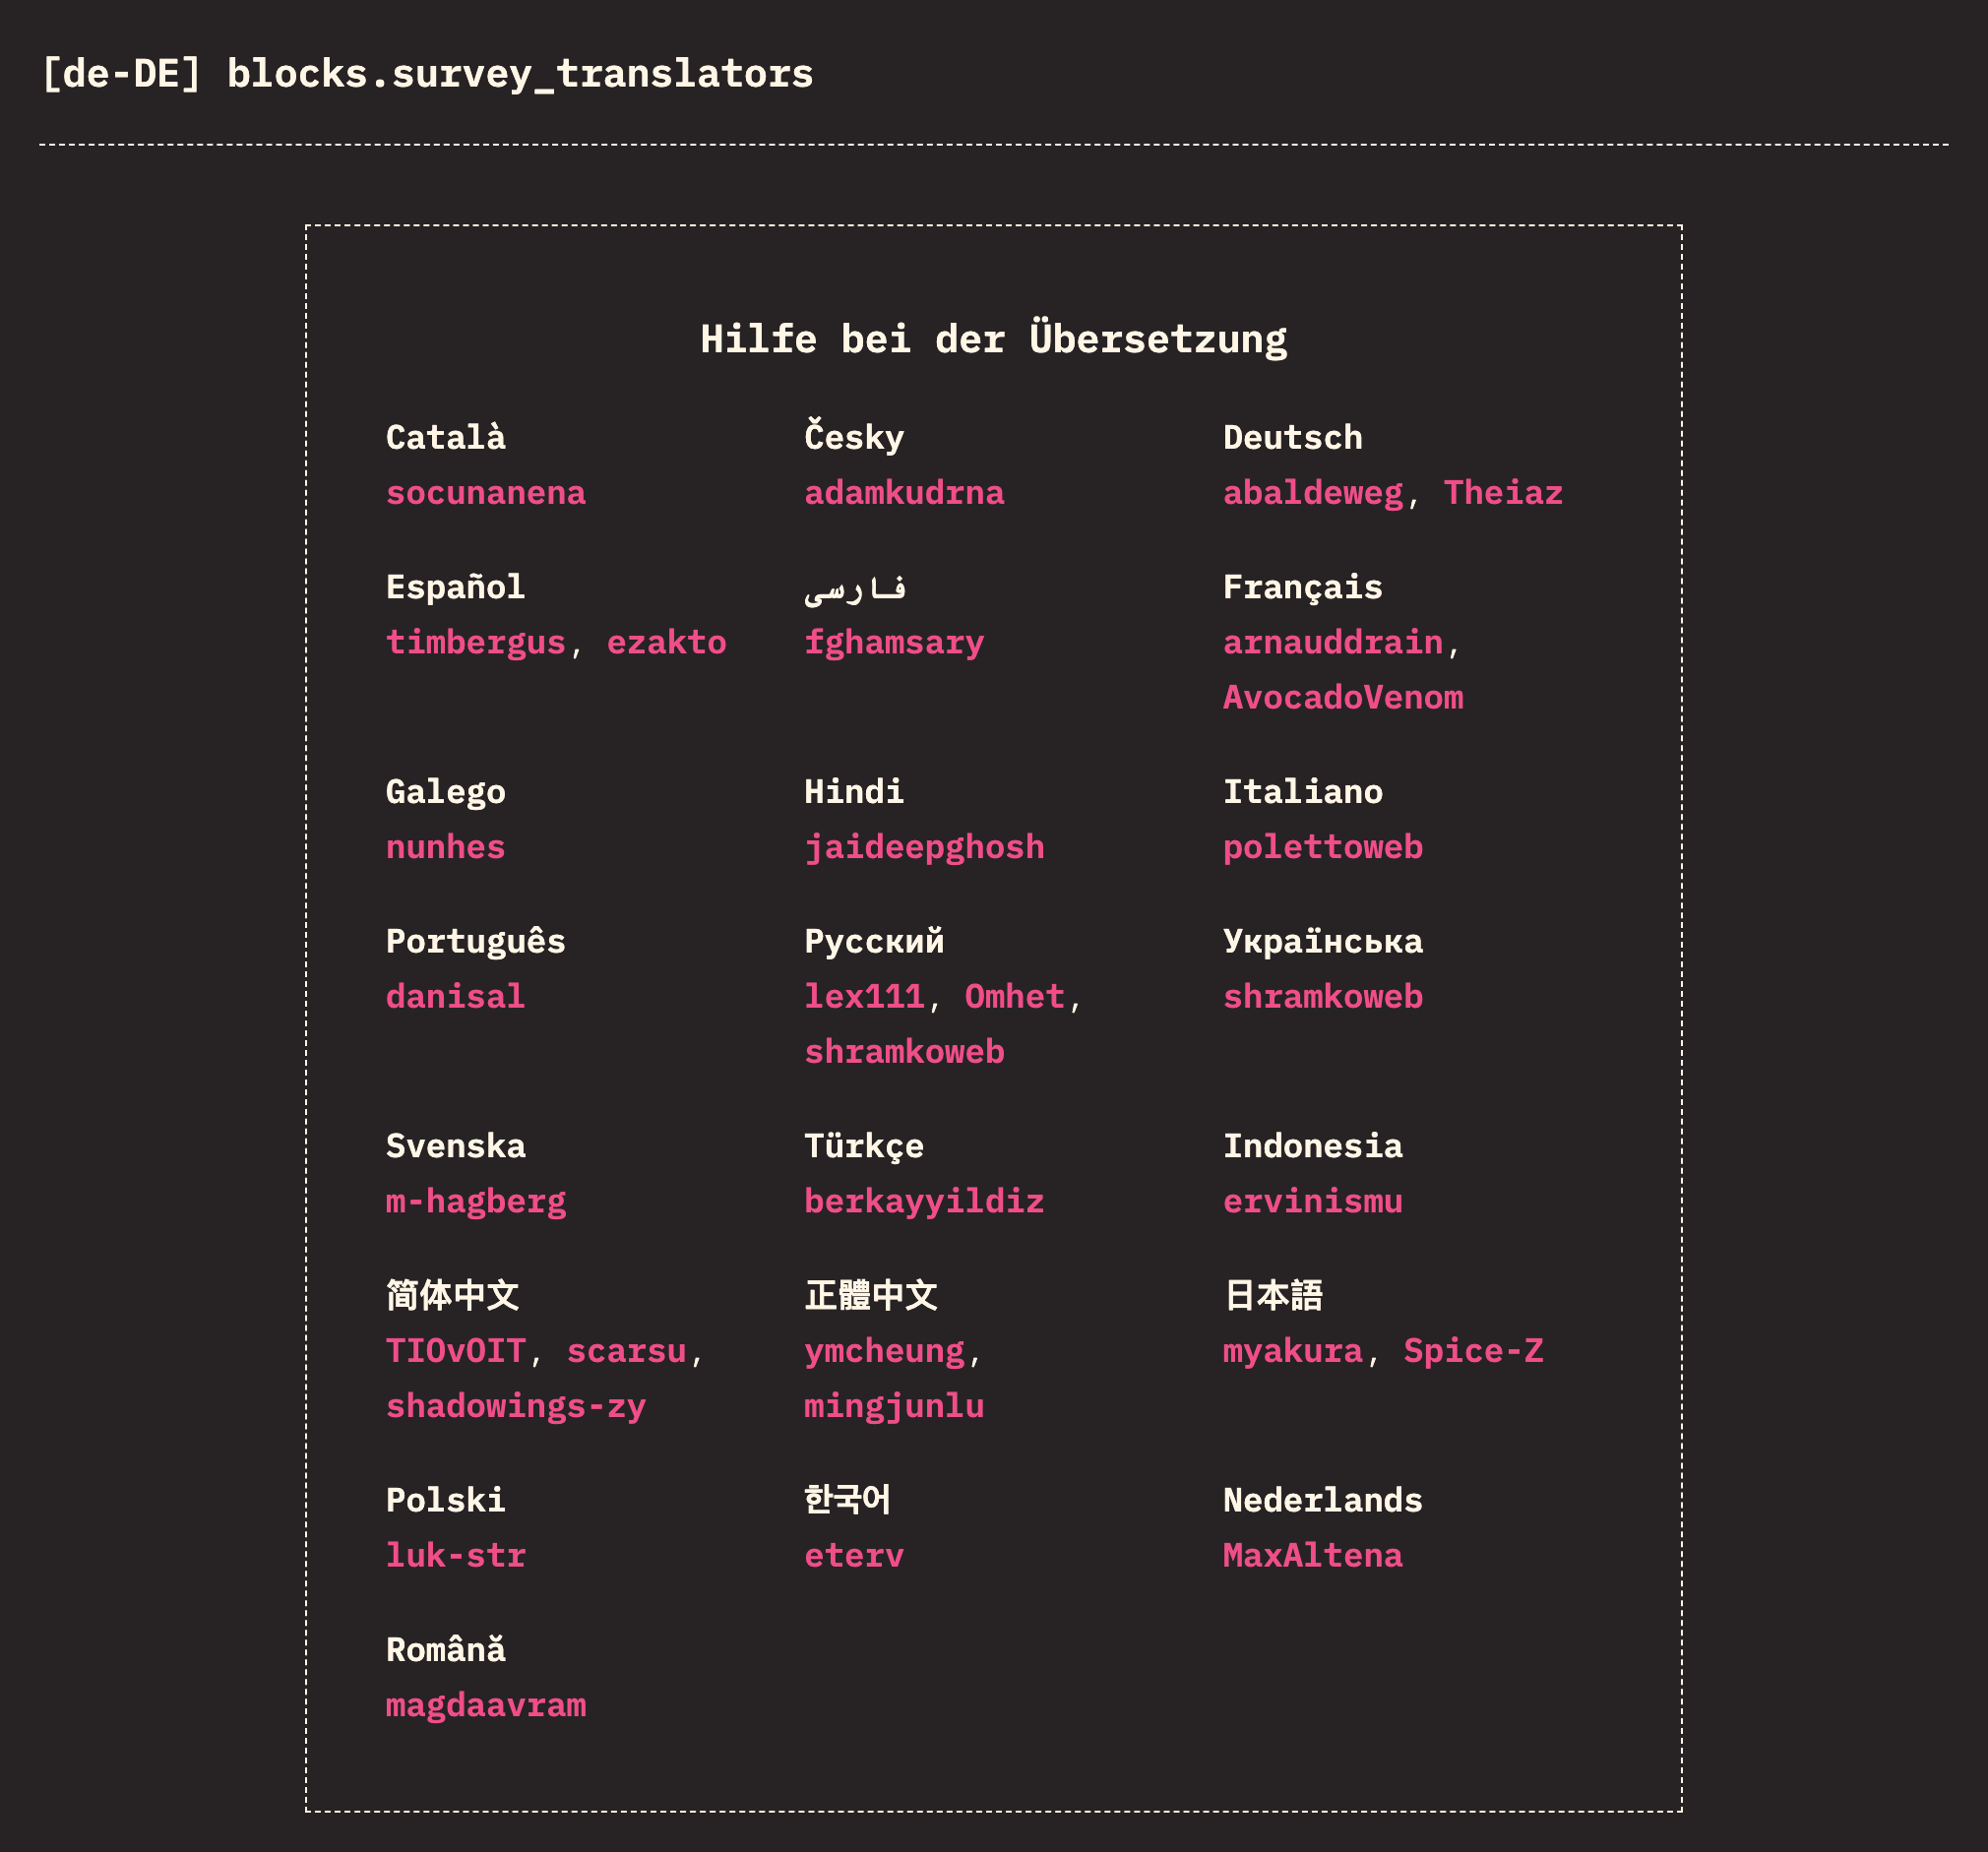 [de-DE] blocks.survey_translators
Hilfe bei der Übersetzung
Català
socunanena
Česky
adamkudrna
Deutsch
abaldeweg, Theiaz
Español
timbergus, ezakto
فارسی
fghamsary
Français
arnauddrain,
AvocadoVenom
Galego
nunhes
Hindi
jaideepghosh
Italiano
polettoweb
Português
danisal
Русский
lex111, Omhet,
shramkoweb
Українська
shramkoweb
Svenska
m-hagberg
Türkçe
berkayyildiz
Indonesia
ervinismu
简体中文
TIOvOIT, scarsu,
shadowings-zy
正體中文
ymcheung,
mingjunlu
日本語
myakura, Spice-Z
Polski
luk-str
한국어
eterv
Nederlands
MaxAltena
Română
magdaavram